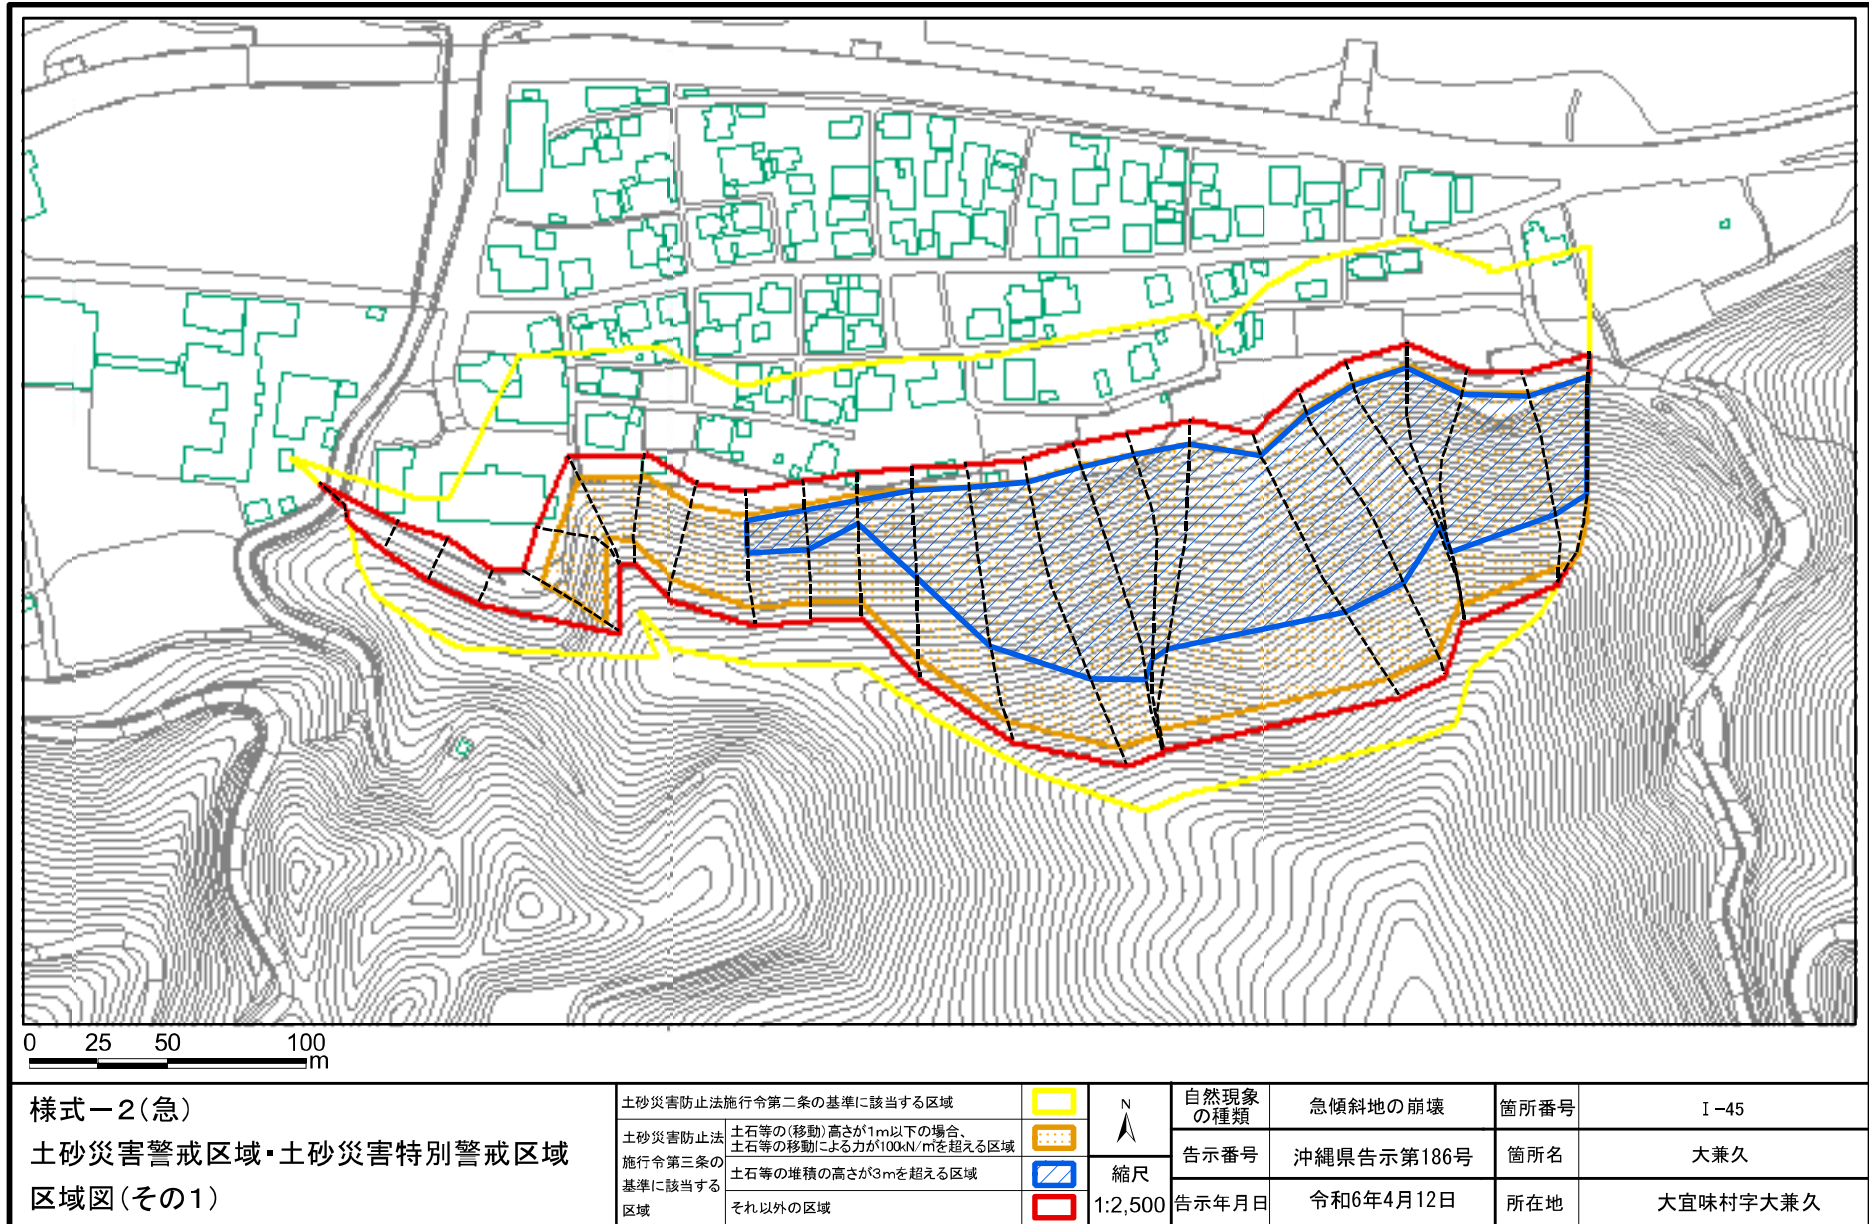 0 25 50 100
m
様式－2(急)
土砂災害警戒区域・土砂災害特別警戒区域
区域図(その1)
土砂災害防止法施行令第二条の基準に該当する区域
土砂災害防止法
施行令第三条の
基準に該当する
区域
土石等の(移動)高さが1m以下の場合、
土石等の移動による力が100kN/㎡を超える区域
土石等の堆積の高さが3mを超える区域
それ以外の区域
N
縮尺
1:2,500
自然現象
の種類
急傾斜地の崩壊
箇所番号
Ⅰ-45
告示番号
沖縄県告示第186号
箇所名
大兼久
告示年月日
令和6年4月12日
所在地
大宜味村字大兼久